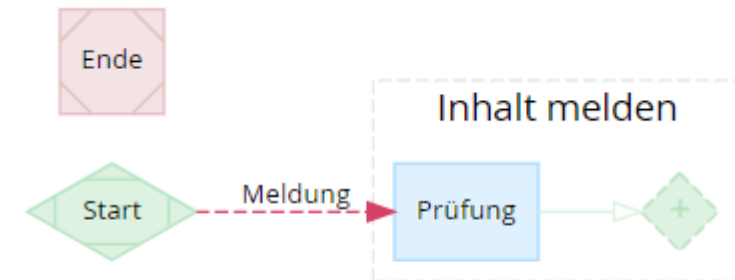 Ende
Inhalt melden
Start
Meldung
Prüfung
+